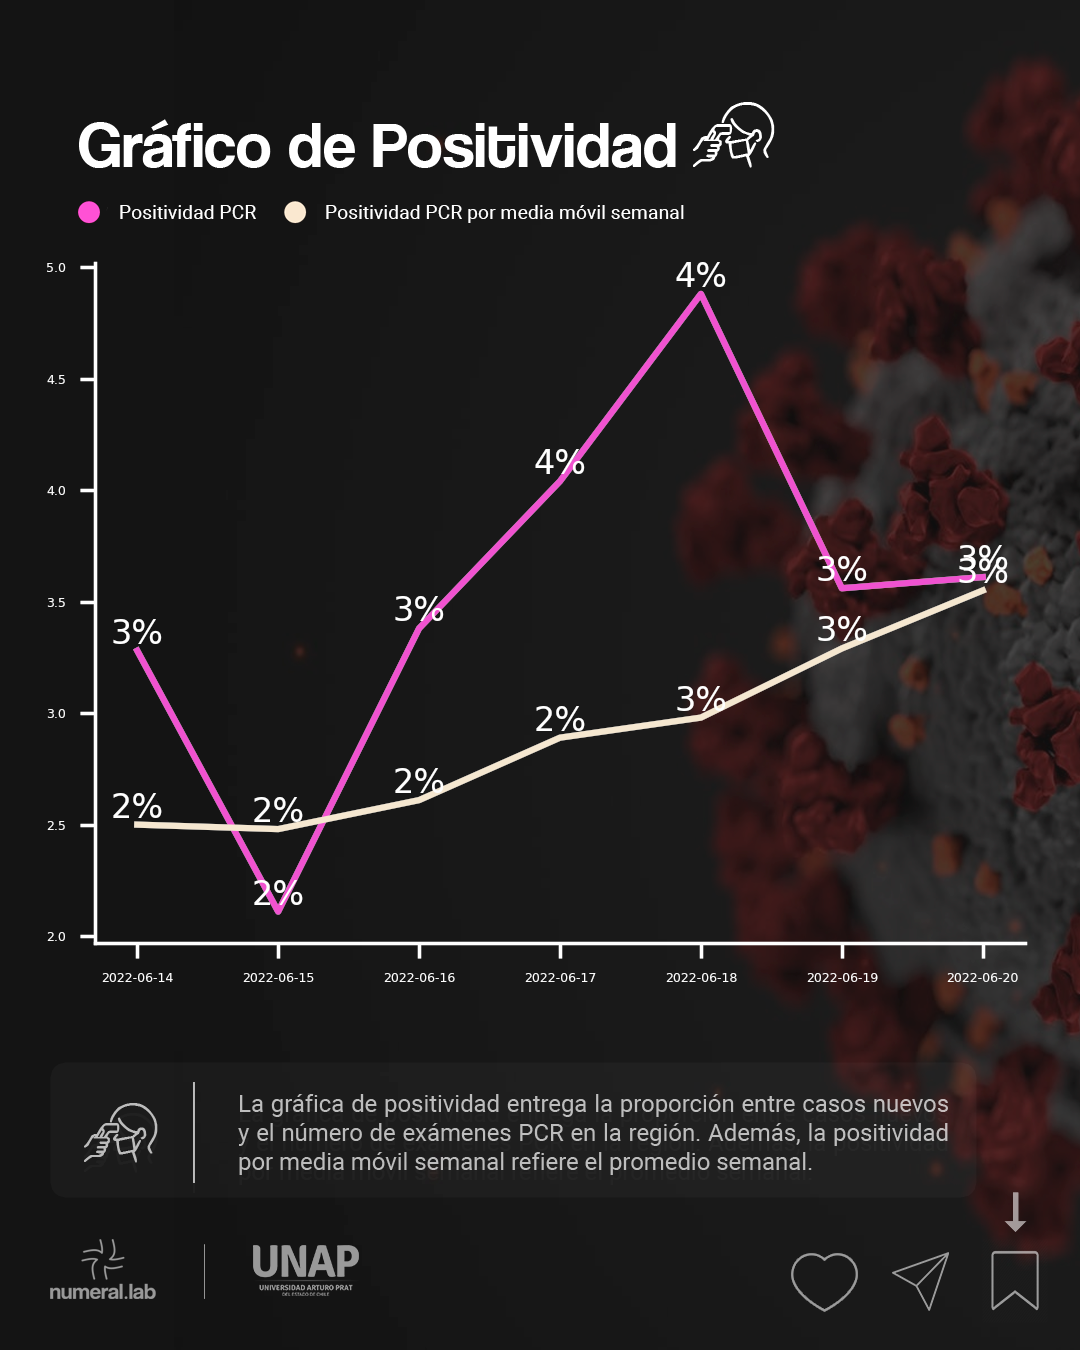 Gráfico de Positividad
Positividad PCR
Positividad PCR por media móvil semanal
5.0
4.5
4.0
3.5
3.0
2.5
2.0
3%
2%
3%
4%
4%
3%
3%
2%
2%
2%
2%
3%
3%
3%
2022-06-14
2022-06-15
2022-06-16
2022-06-17
2022-06-18
2022-06-19
2022-06-20
La gráfica de positividad entrega la proporción entre casos nuevos
y el número de exámenes PCR en la región. Además, la positividad
por media móvil semanal refiere el promedio semanal.
numeral.lab
UNAP
UNIVERSIDAD ARTURO PRAT
DEL ESTADO DE CHILE